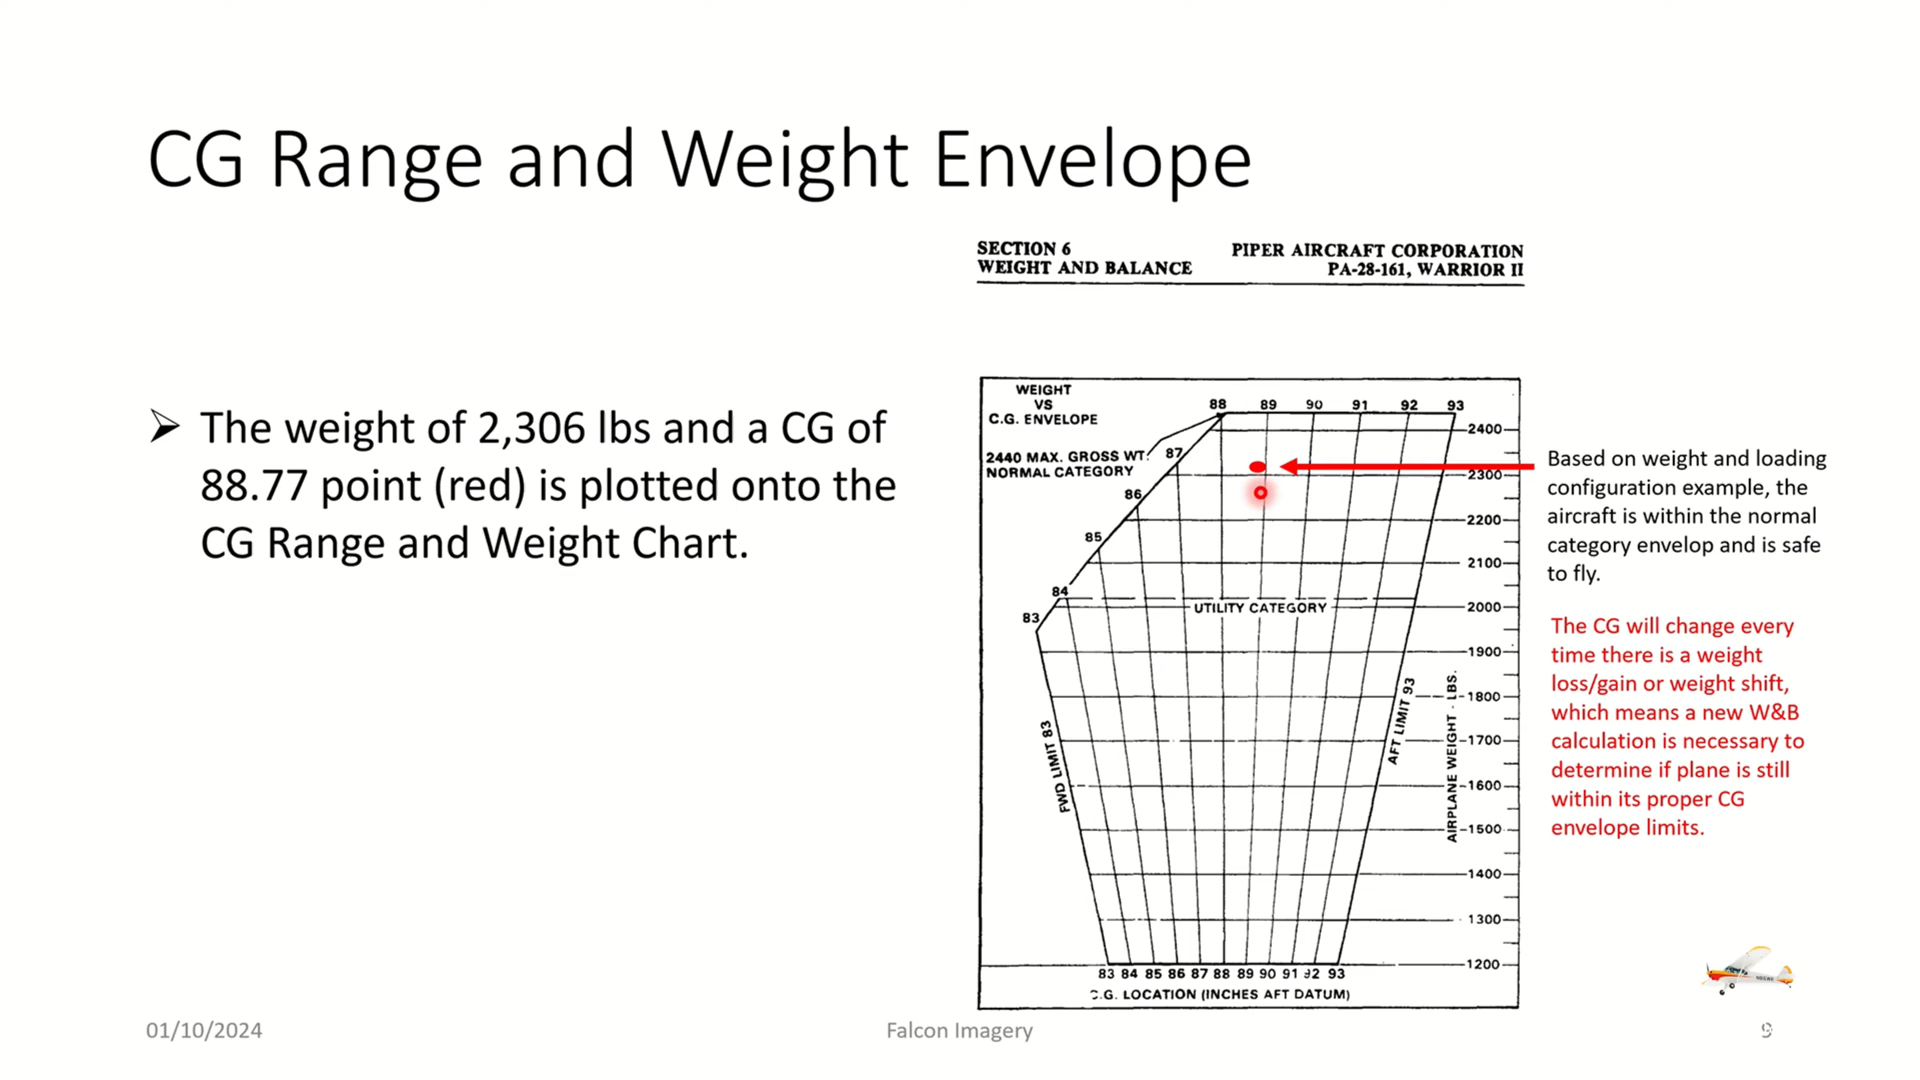 CG Range and Weight Envelope
SECTION 6
WEIGHT AND BALANCE
PIPER AIRCRAFT CORPORATION
PA-28-161, WARRIOR II
➢ The weight of 2,306 lbs and a CG of
88.77 point (red) is plotted onto the
CG Range and Weight Chart.
WEIGHT
VS
C.G. ENVELOPE
2440 MAX. GROSS WT.
NORMAL CATEGORY
88 89 90 91 92 93
87
86
85
84
83
2400
2300
2200
2100
2000
1900
1800
1700
1600
1500
1400
1300
1200
UTILITY CATEGORY
FWD LIMIT 83
AFT LIMIT 93
AIRPLANE WEIGHT - LBS.
83 84 85 86 87 88 89 90 91 92 93
C.G. LOCATION (INCHES AFT DATUM)
Based on weight and loading
configuration example, the
aircraft is within the normal
category envelop and is safe
to fly.
The CG will change every
time there is a weight
loss/gain or weight shift,
which means a new W&B
calculation is necessary to
determine if plane is still
within its proper CG
envelope limits.
01/10/2024
Falcon Imagery
9